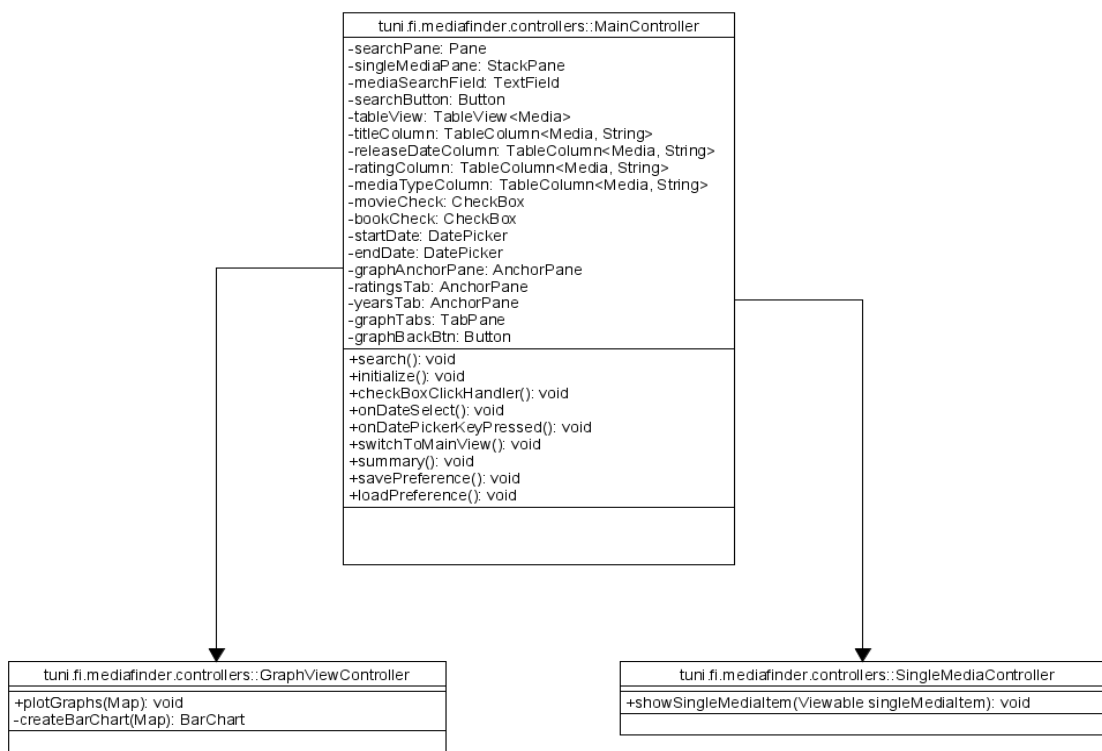 tuni.fi.mediafinder.controllers::MainController
-searchPane: Pane
-singleMediaPane: StackPane
-mediaSearchField: TextField
-searchButton: Button
-tableView: TableView<Media>
-titleColumn: TableColumn<Media, String>
-releaseDateColumn: TableColumn<Media, String>
-ratingColumn: TableColumn<Media, String>
-mediaTypeColumn: TableColumn<Media, String>
-movieCheck: CheckBox
-bookCheck: CheckBox
-startDate: DatePicker
-endDate: DatePicker
-graphAnchorPane: AnchorPane
-ratingsTab: AnchorPane
-yearsTab: AnchorPane
-graphTabs: TabPane
-graphBackBtn: Button
+search(): void
+initialize(): void
+checkBoxClickHandler(): void
+onDateSelect(): void
+onDatePickerKeyPressed(): void
+switchToMainView(): void
+summary(): void
+savePreference(): void
+loadPreference(): void
tuni.fi.mediafinder.controllers::GraphViewController
+plotGraphs(Map): void
-createBarChart(Map): BarChart
tuni.fi.mediafinder.controllers::SingleMediaController
+showSingleMediaItem(Viewable singleMediaItem): void